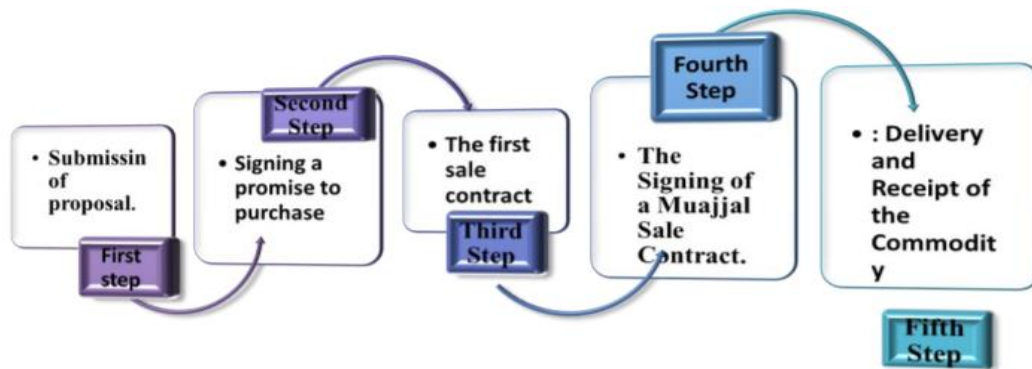 First
step
• Submissin
of
proposal.
Second
Step
• Signing a
promise to
purchase
Third
Step
• The first
sale
contract
Fourth
Step
• The
Signing of
a Muajjal
Sale
Contract.
Fifth
Step
• : Delivery
and
Receipt of
the
Commodit
y